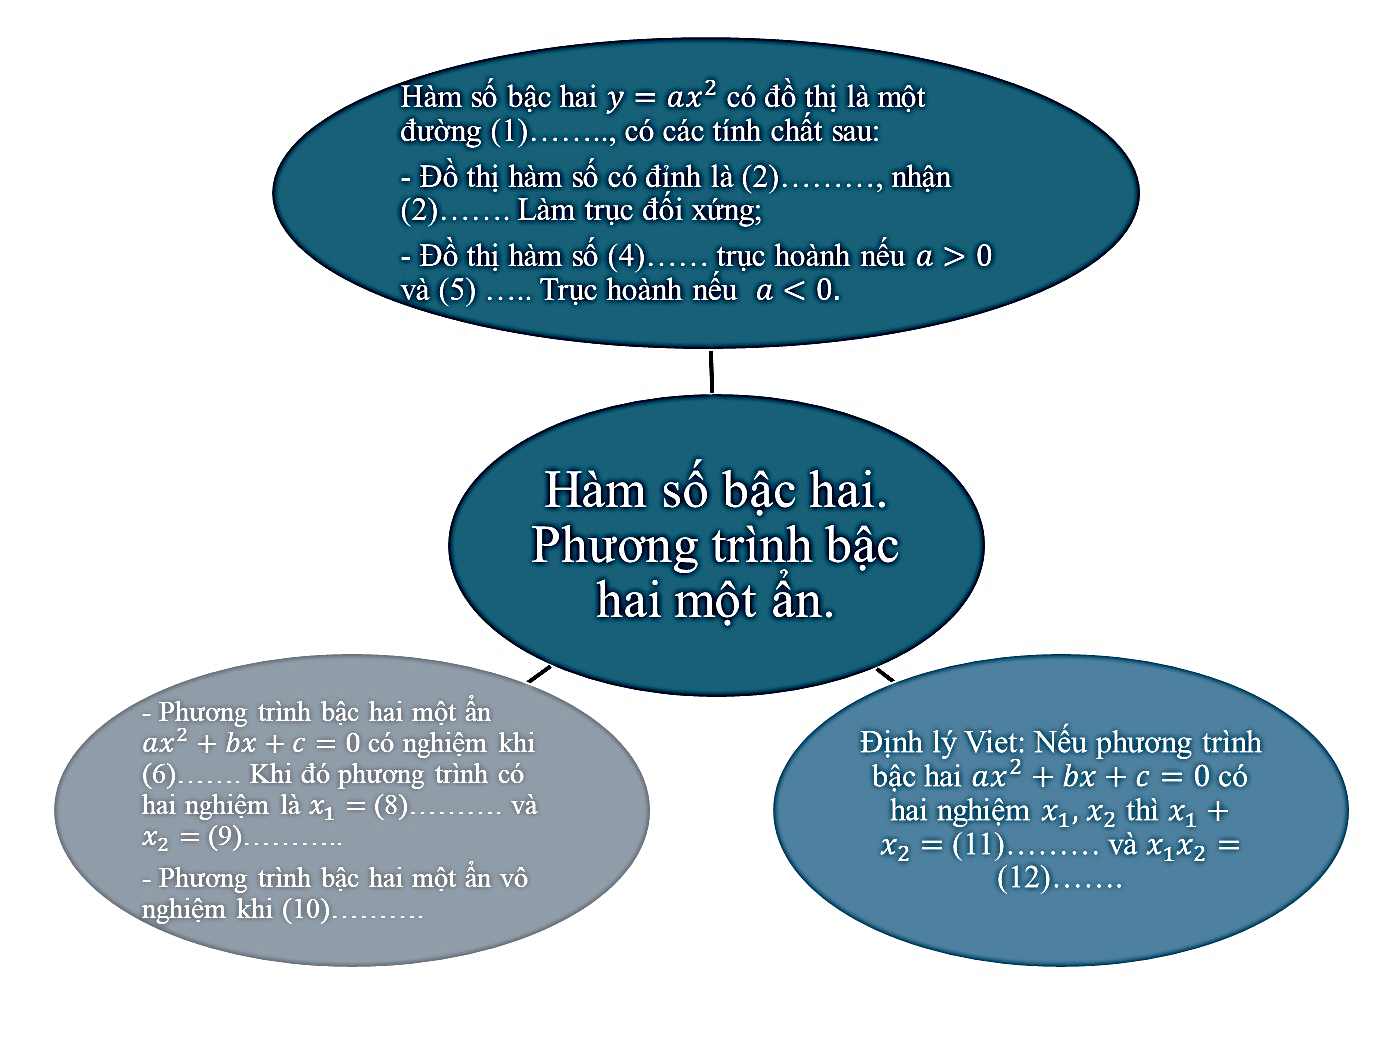 Hàm số bậc hai 𝑦 = 𝑎𝑥² có đồ thị là một
đường (1)…….., có các tính chất sau:
- Đồ thị hàm số có đỉnh là (2)………, nhận
(2)……. Làm trục đối xứng;
- Đồ thị hàm số (4)…… trục hoành nếu 𝑎 > 0
và (5) ….. Trục hoành nếu 𝑎 < 0.
Hàm số bậc hai.
Phương trình bậc
hai một ẩn.
- Phương trình bậc hai một ẩn
𝑎𝑥² + 𝑏𝑥 + 𝑐 = 0 có nghiệm khi
(6)……. Khi đó phương trình có
hai nghiệm là 𝑥₁ = (8)………. và
𝑥₂ = (9)………..
- Phương trình bậc hai một ẩn vô
nghiệm khi (10)……….
Định lý Viet: Nếu phương trình
bậc hai 𝑎𝑥² + 𝑏𝑥 + 𝑐 = 0 có
hai nghiệm 𝑥₁, 𝑥₂ thì 𝑥₁ +
𝑥₂ = (11)……… và 𝑥₁𝑥₂ =
(12)…….